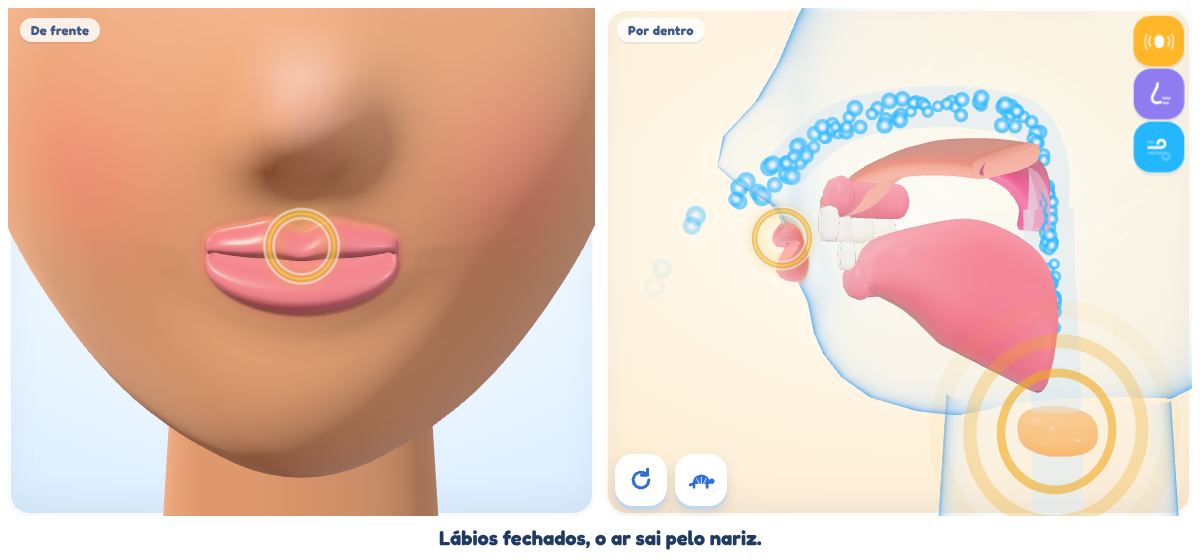 De frente
Por dentro
Lábios fechados, o ar sai pelo nariz.